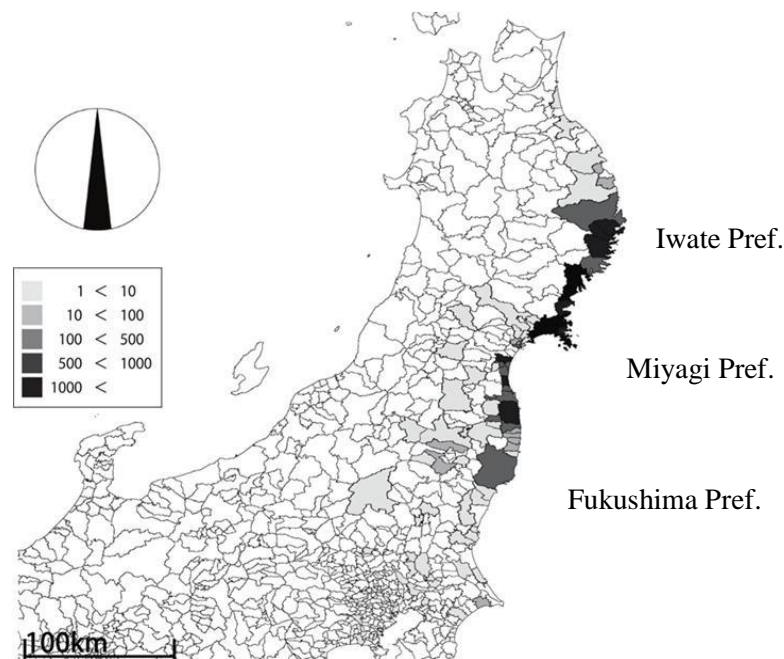 Iwate Pref.
1 < 10
10 < 100
100 < 500
500 < 1000
1000 <
Miyagi Pref.
Fukushima Pref.
100km